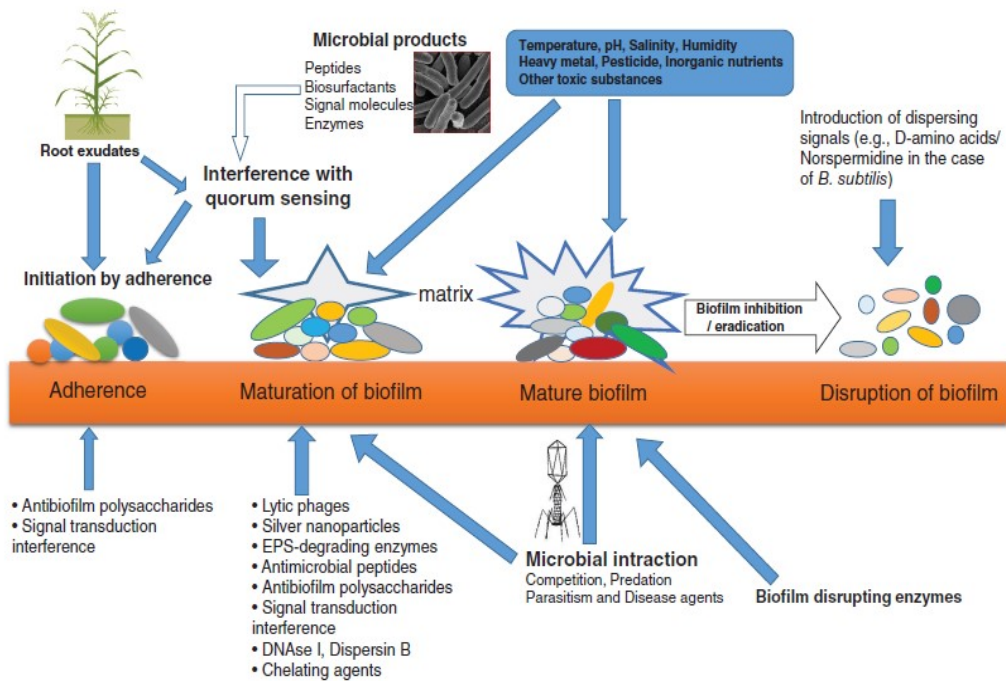 Microbial products
Peptides
Biosurfactants
Signal molecules
Enzymes
Temperature, pH, Salinity, Humidity
Heavy metal, Pesticide, Inorganic nutrients
Other toxic substances
Root exudates
Interference with
quorum sensing
Introduction of dispersing
signals (e.g., D-amino acids/
Norspermidine in the case
of B. subtilis)
Initiation by adherence
matrix
Biofilm inhibition
/ eradication
Adherence
Maturation of biofilm
Mature biofilm
Disruption of biofilm
• Antibiofilm polysaccharides
• Signal transduction
interference
• Lytic phages
• Silver nanoparticles
• EPS-degrading enzymes
• Antimicrobial peptides
• Antibiofilm polysaccharides
• Signal transduction
interference
• DNAse I, Dispersin B
• Chelating agents
Microbial intraction
Competition, Predation
Parasitism and Disease agents
Biofilm disrupting enzymes